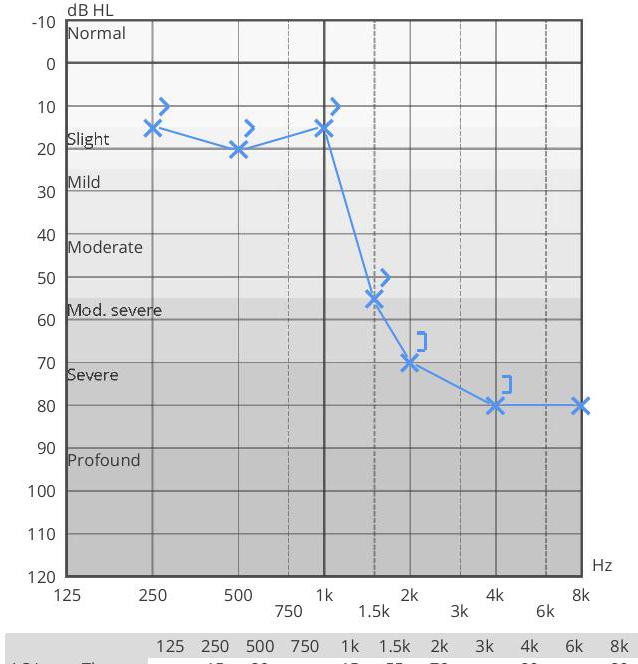 dB HL
-10
Normal
0
10
Slight
20
Mild
30
40
Moderate
50
Mod. severe
60
70
Severe
80
90
Profound
100
110
120
Hz
125 250 500 1k 2k 4k 8k
750 1.5k 3k 6k
125 250 500 750 1k 1.5k 2k 3k 4k 6k 8k